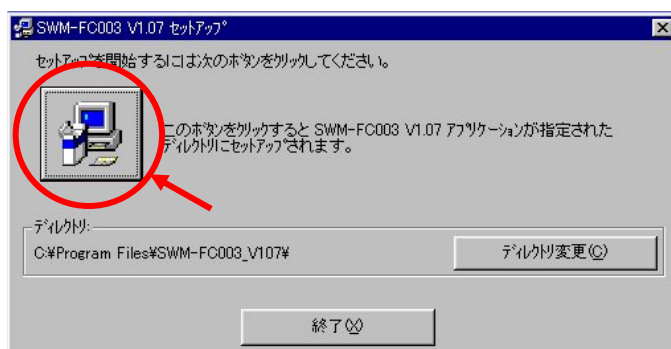 SWM-FC003 V1.07 ｾｯﾄｱｯﾌﾟ
ｾｯﾄｱｯﾌﾟを開始するには次のﾎﾞﾀﾝをｸﾘｯｸしてください。
このﾎﾞﾀﾝをｸﾘｯｸすると SWM-FC003 V1.07 ｱﾌﾟﾘｹｰｼｮﾝが指定された
ﾃﾞｨﾚｸﾄﾘにｾｯﾄｱｯﾌﾟされます。
ﾃﾞｨﾚｸﾄﾘ:
C:¥Program Files¥SWM-FC003_V107¥
ﾃﾞｨﾚｸﾄﾘ変更(C)
終了(X)